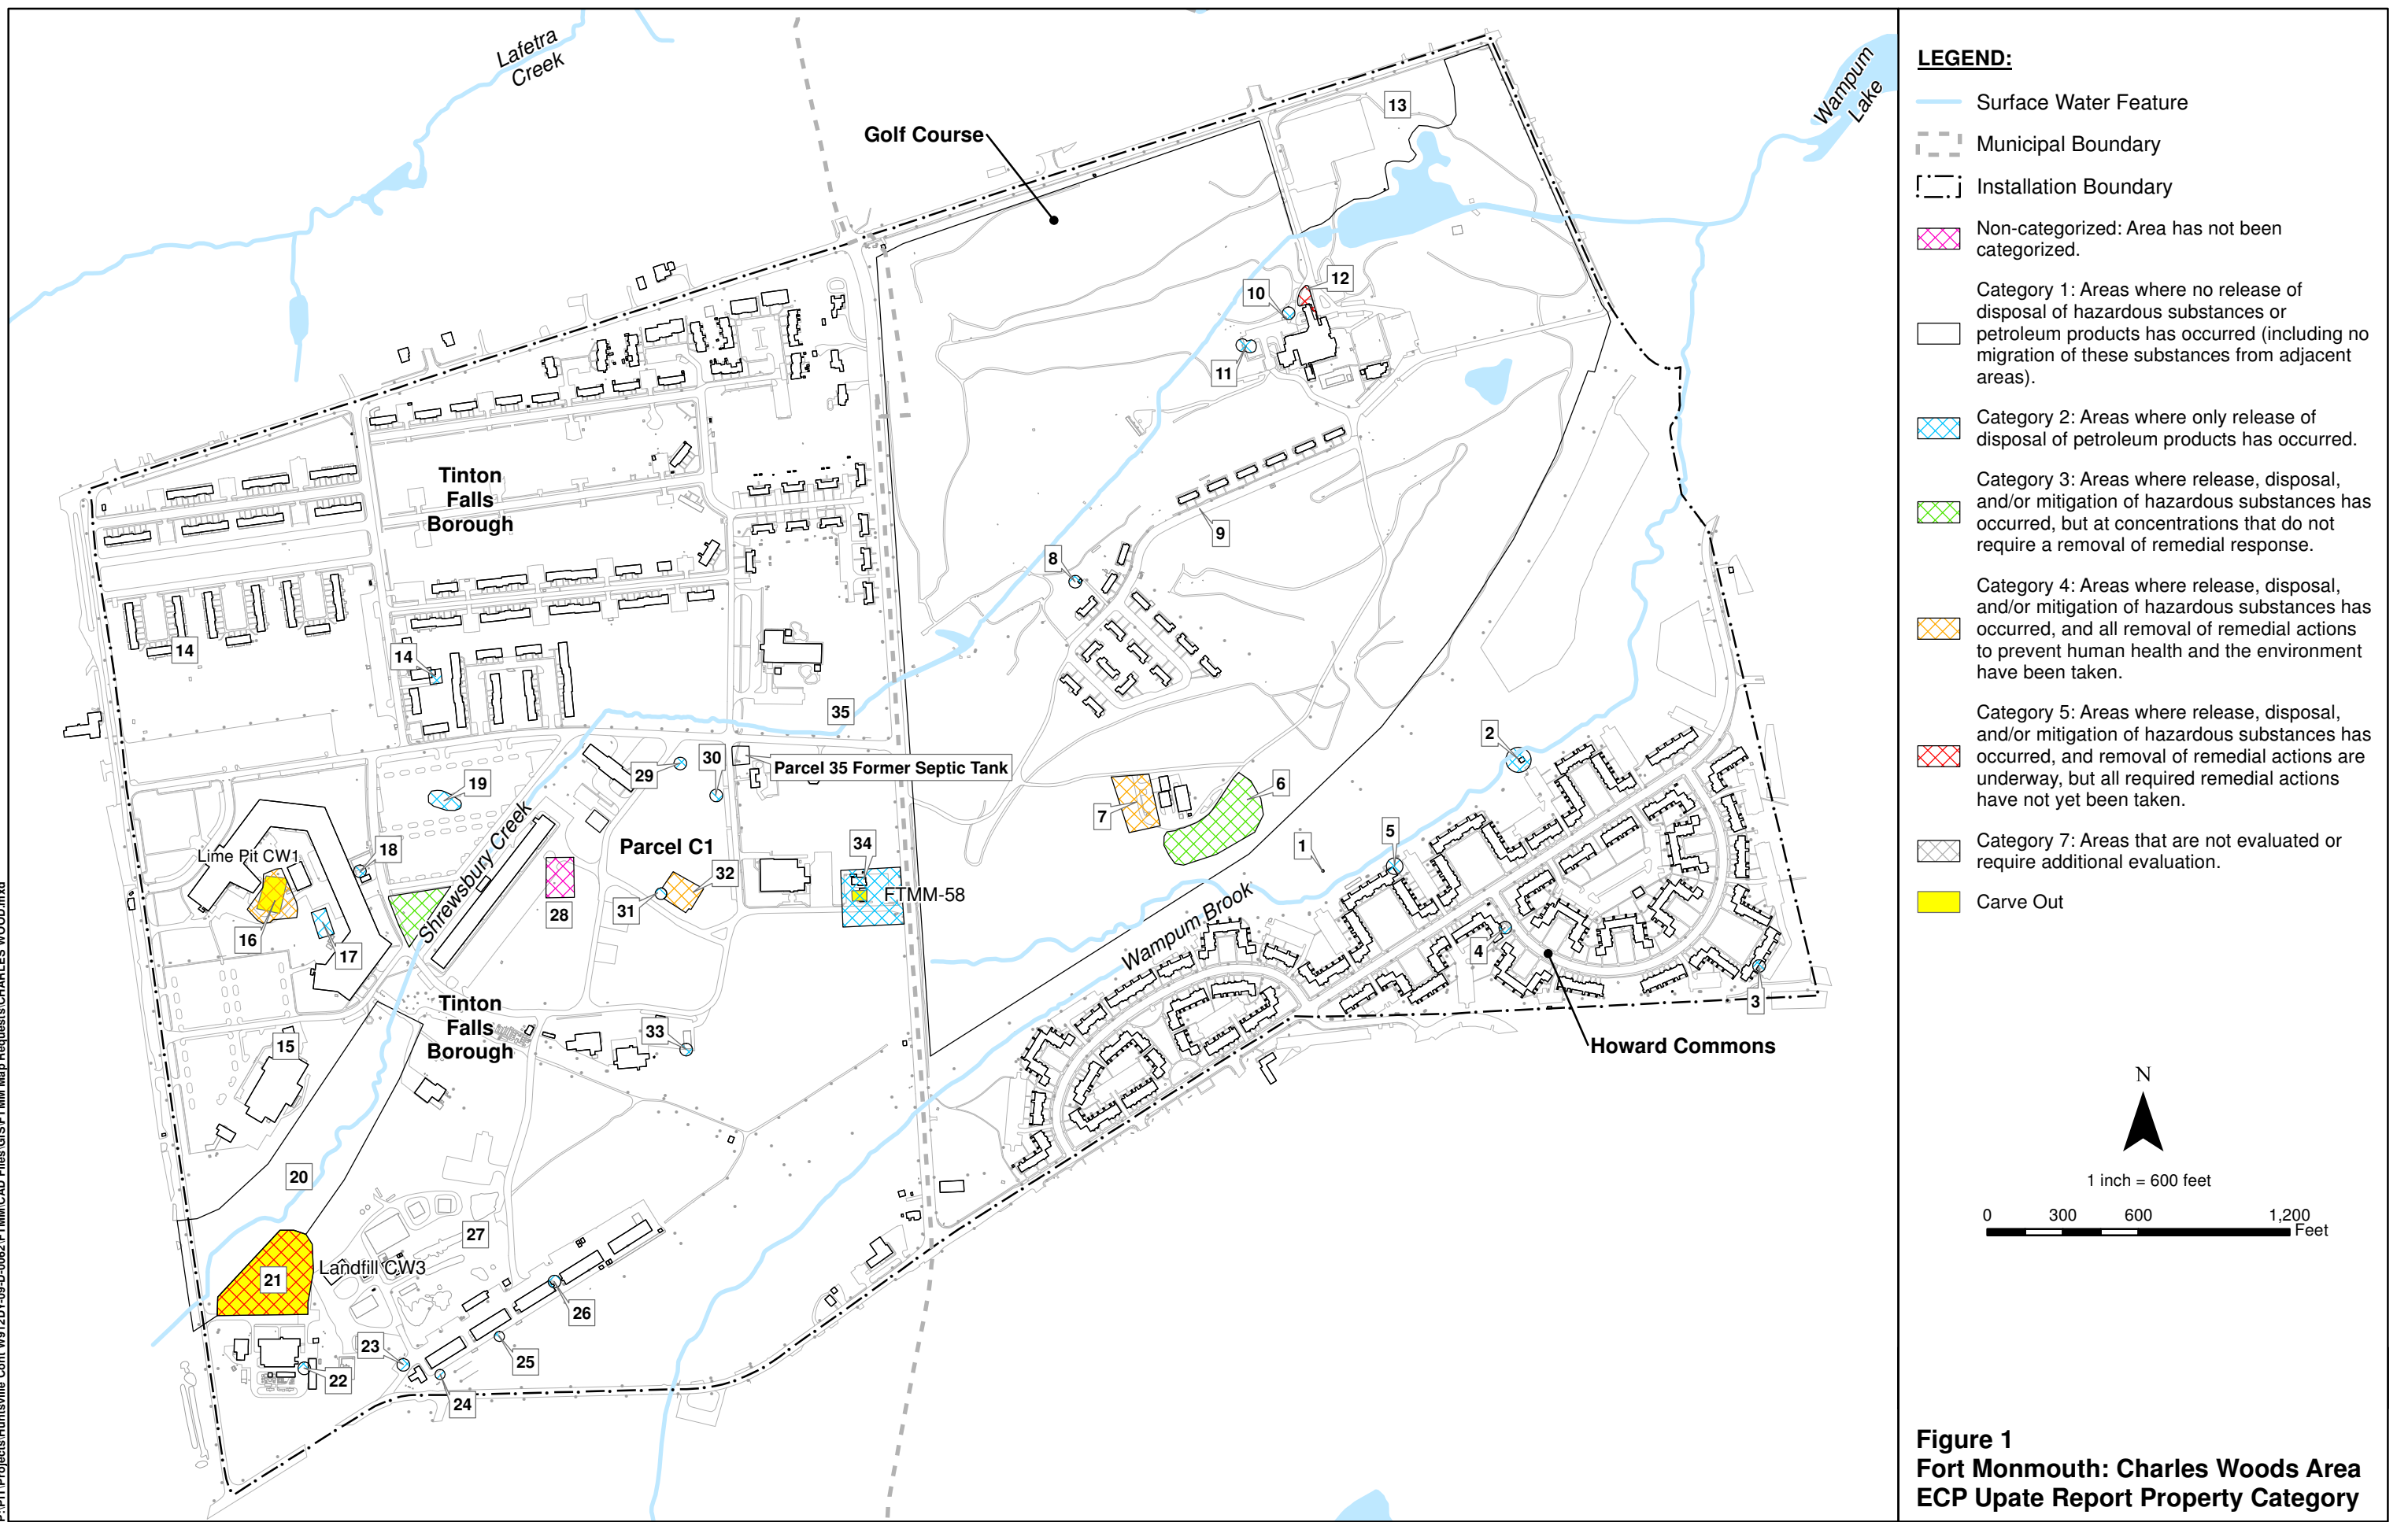 Lafetra
Creek
Wampum
Lake
Golf Course
13
12
10
11
9
8
Tinton
Falls
Borough
14
14
35
Parcel 35 Former Septic Tank
2
29
30
19
6
7
Shrewsbury Creek
Parcel C1
Lime Pit CW1
18
34
FTMM-58
32
31
28
1
5
16
17
Wampum Brook
4
3
Howard Commons
Tinton
Falls
Borough
33
15
20
27
21
Landfill CW3
26
23
25
22
24
LEGEND:
Surface Water Feature
Municipal Boundary
Installation Boundary
Non-categorized: Area has not been
categorized.
Category 1: Areas where no release of
disposal of hazardous substances or
petroleum products has occurred (including no
migration of these substances from adjacent
areas).
Category 2: Areas where only release of
disposal of petroleum products has occurred.
Category 3: Areas where release, disposal,
and/or mitigation of hazardous substances has
occurred, but at concentrations that do not
require a removal of remedial response.
Category 4: Areas where release, disposal,
and/or mitigation of hazardous substances has
occurred, and all removal of remedial actions
to prevent human health and the environment
have been taken.
Category 5: Areas where release, disposal,
and/or mitigation of hazardous substances has
occurred, and removal of remedial actions are
underway, but all required remedial actions
have not yet been taken.
Category 7: Areas that are not evaluated or
require additional evaluation.
Carve Out
N
1 inch = 600 feet
0 300 600 1,200
Feet
Figure 1
Fort Monmouth: Charles Woods Area
ECP Upate Report Property Category